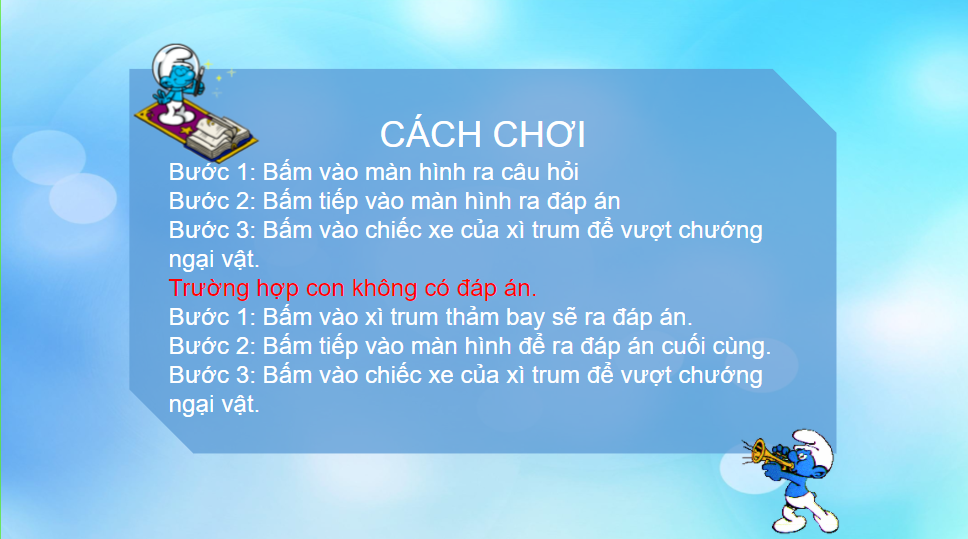 CÁCH CHƠI
Bước 1: Bấm vào màn hình ra câu hỏi
Bước 2: Bấm tiếp vào màn hình ra đáp án
Bước 3: Bấm vào chiếc xe của xì trum để vượt chướng
ngại vật.
Trường hợp con không có đáp án.
Bước 1: Bấm vào xì trum thảm bay sẽ ra đáp án.
Bước 2: Bấm tiếp vào màn hình để ra đáp án cuối cùng.
Bước 3: Bấm vào chiếc xe của xì trum để vượt chướng
ngại vật.